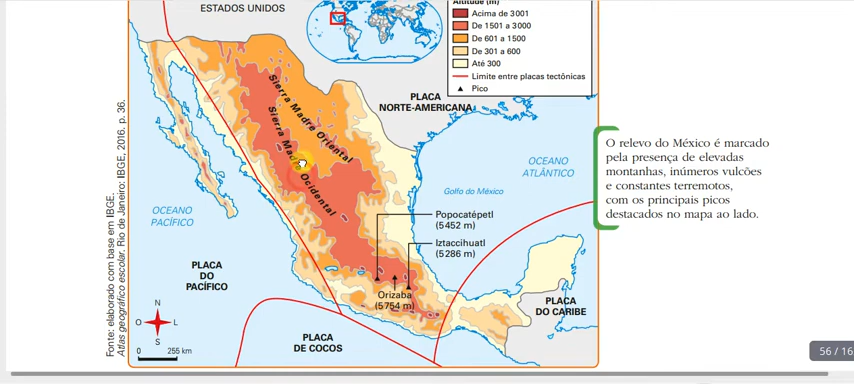 ESTADOS UNIDOS
Altitude (m)
Acima de 3001
De 1501 a 3000
De 601 a 1500
De 301 a 600
Até 300
Limite entre placas tectônicas
Pico
PLACA
NORTE-AMERICANA
Sierra Madre Oriental
Sierra Madre Ocidental
OCEANO
ATLÂNTICO
Golfo do México
OCEANO
PACÍFICO
Popocatépetl
(5452 m)
Iztaccihuatl
(5286 m)
Orizaba
(5754 m)
PLACA
DO
PACÍFICO
PLACA
DO CARIBE
PLACA
DE COCOS
N
O
L
S
0 255 km
Fonte: elaborado com base em IBGE.
Atlas geográfico escolar. Rio de Janeiro: IBGE, 2016. p. 36.
O relevo do México é marcado
pela presença de elevadas
montanhas, inúmeros vulcões
e constantes terremotos,
com os principais picos
destacados no mapa ao lado.
56 / 16